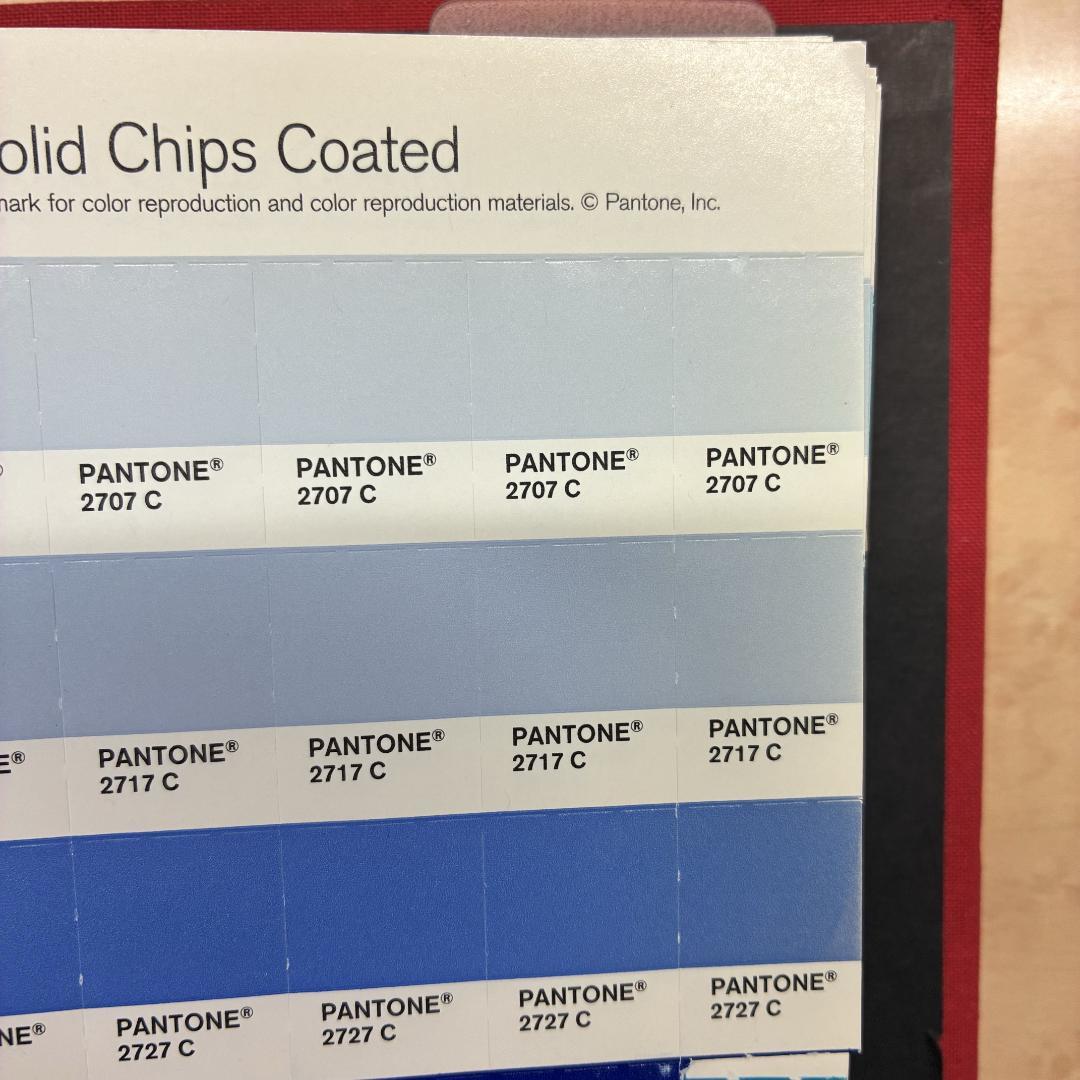 olid Chips Coated
mark for color reproduction and color reproduction materials. © Pantone, Inc.
® PANTONE® PANTONE® PANTONE® PANTONE®
2707 C 2707 C 2707 C 2707 C
E® PANTONE® PANTONE® PANTONE® PANTONE®
2717 C 2717 C 2717 C 2717 C
NE® PANTONE® PANTONE® PANTONE® PANTONE®
2727 C 2727 C 2727 C 2727 C